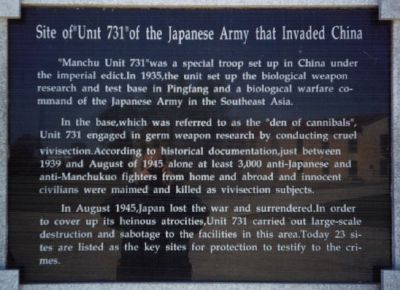 Site of"Unit 731"of the Japanese Army that Invaded China
"Manchu Unit 731"was a special troop set up in China under
the imperial edict.In 1935,the unit set up the biological weapon
research and test base in Pingfang and a biological warfare co-
mmand of the Japanese Army in the Southeast Asia.
In the base,which was referred to as the "den of cannibals",
Unit 731 engaged in germ weapon research by conducting cruel
vivisection.According to historical documentation,just between
1939 and August of 1945 alone at least 3,000 anti-Japanese and
anti-Manchukuo fighters from home and abroad and innocent
civilians were maimed and killed as vivisection subjects.
In August 1945,Japan lost the war and surrendered.In order
to cover up its heinous atrocities,Unit 731 carried out large-scale
destruction and sabotage to the facilities in this area.Today 23 si-
tes are listed as the key sites for protection to testify to the cri-
mes.